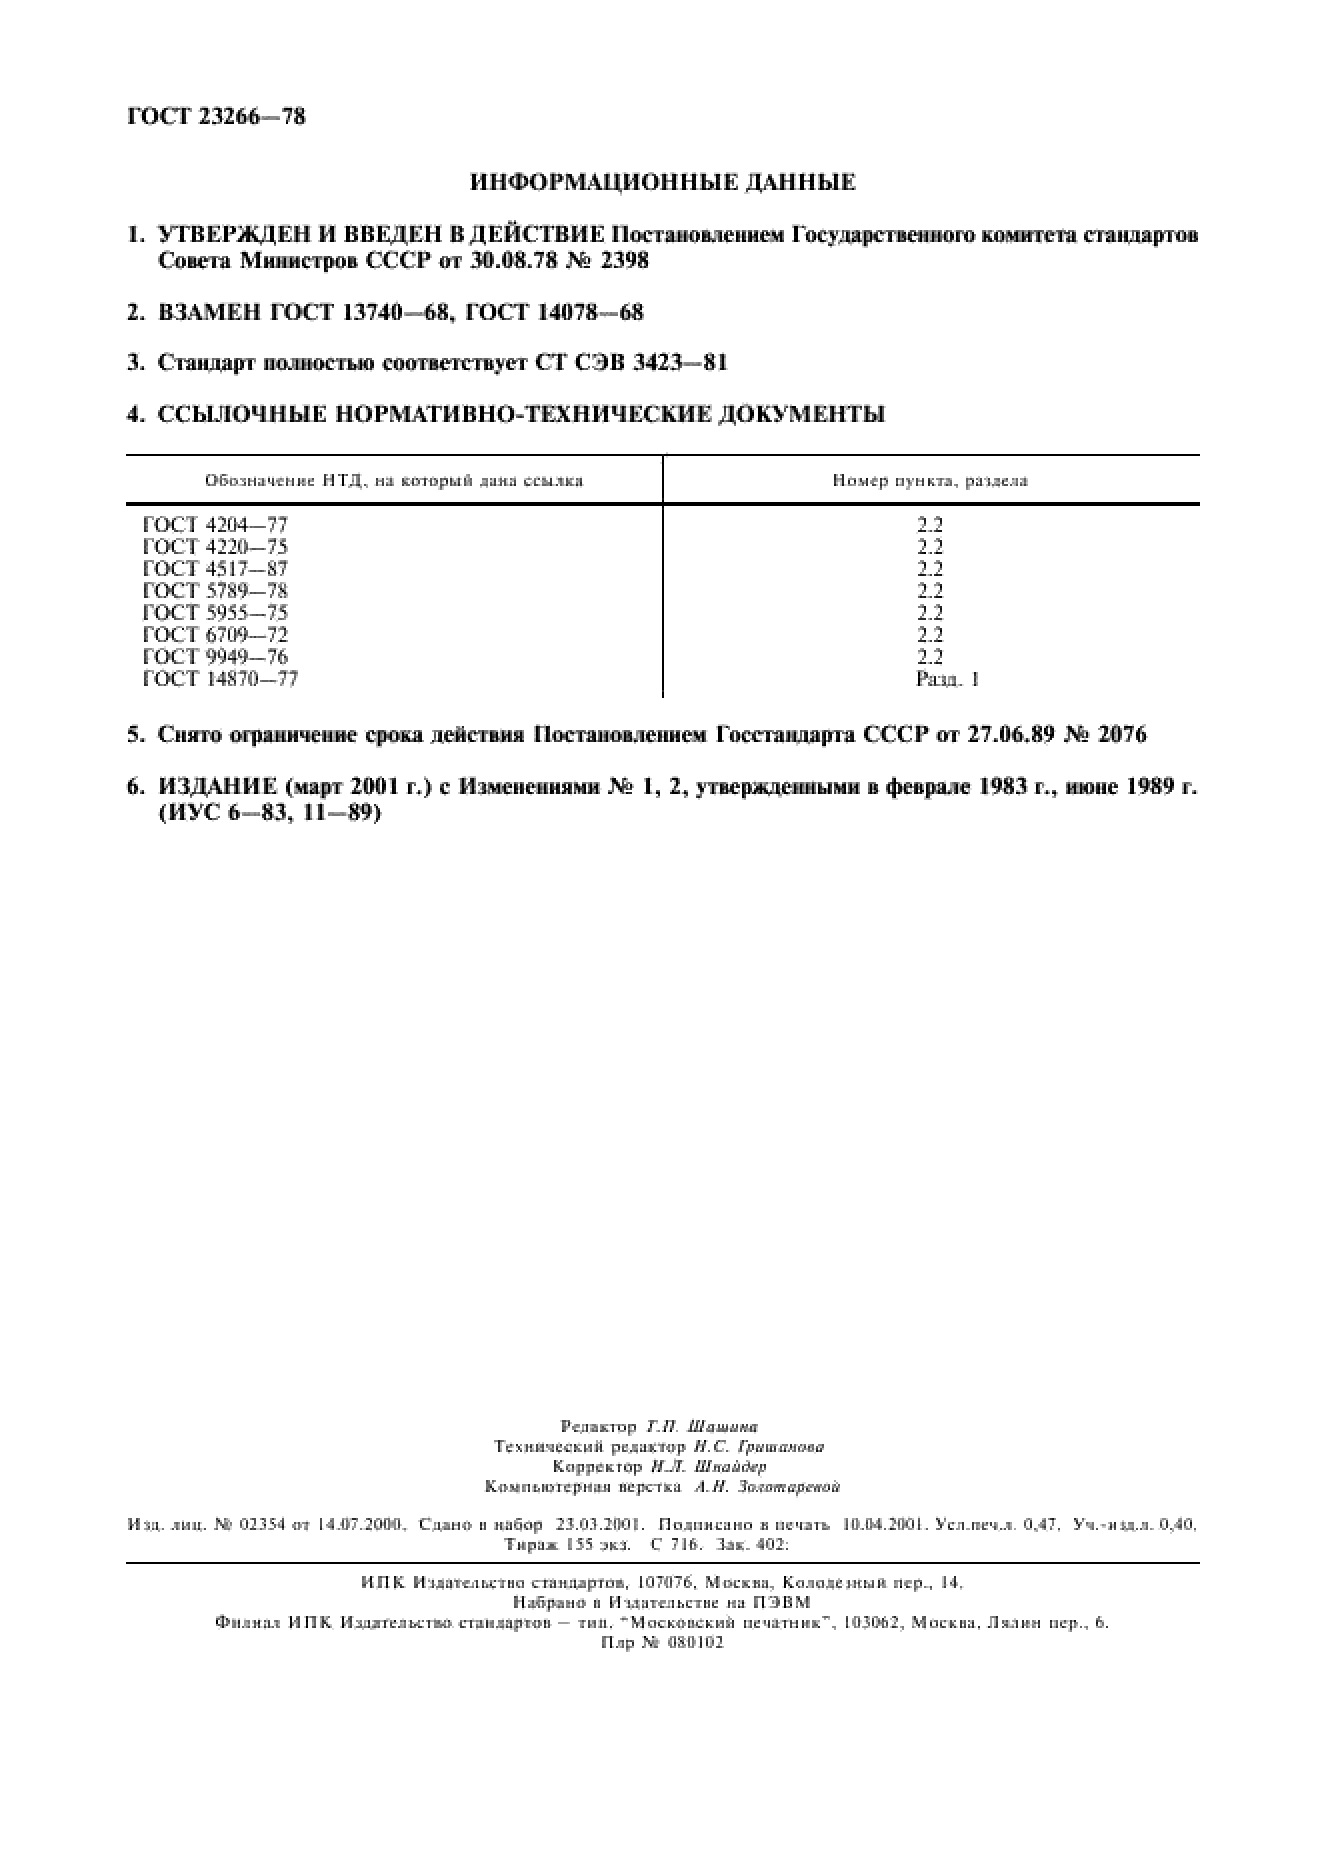 ГОСТ 23266—78
ИНФОРМАЦИОННЫЕ ДАННЫЕ
1. УТВЕРЖДЕН И ВВЕДЕН В ДЕЙСТВИЕ Постановлением Государственного комитета стандартов
Совета Министров СССР от 30.08.78 № 2398
2. ВЗАМЕН ГОСТ 13740—68, ГОСТ 14078—68
3. Стандарт полностью соответствует СТ СЭВ 3423—81
4. ССЫЛОЧНЫЕ НОРМАТИВНО-ТЕХНИЧЕСКИЕ ДОКУМЕНТЫ
Обозначение НТД, на который дана ссылка Номер пункта, раздела
ГОСТ 4204—77 2.2
ГОСТ 4220—75 2.2
ГОСТ 4517—87 2.2
ГОСТ 5789—78 2.2
ГОСТ 5955—75 2.2
ГОСТ 6709—72 2.2
ГОСТ 9949—76 2.2
ГОСТ 14870—77 Разд. 1
5. Снято ограничение срока действия Постановлением Госстандарта СССР от 27.06.89 № 2076
6. ИЗДАНИЕ (март 2001 г.) с Изменениями № 1, 2, утвержденными в феврале 1983 г., июне 1989 г.
(ИУС 6—83, 11—89)
Редактор Т.П. Шашина
Технический редактор Н.С. Гришанова
Корректор Н.Л. Шнайдер
Компьютерная верстка А.Н. Золотаревой
Изд. лиц. № 02354 от 14.07.2000. Сдано в набор 23.03.2001. Подписано в печать 10.04.2001. Усл.печ.л. 0,47. Уч.-изд.л. 0,40.
Тираж 155 экз. С 716. Зак. 402:
ИПК Издательство стандартов, 107076, Москва, Колодезный пер., 14.
Набрано в Издательстве на ПЭВМ
Филиал ИПК Издательство стандартов — тип. “Московский печатник”, 103062, Москва, Лялин пер., 6.
Плр № 080102